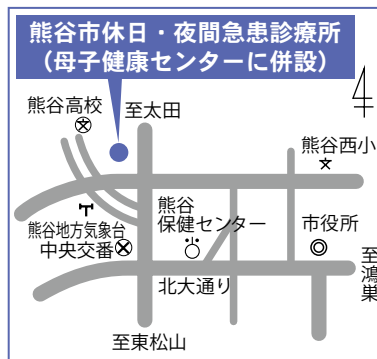 熊谷市休日・夜間急患診療所
（母子健康センターに併設）
熊谷高校
至太田
熊谷西小
熊谷
保健センター
熊谷地方気象台
中央交番
市役所
至鴻巣
北大通り
至東松山